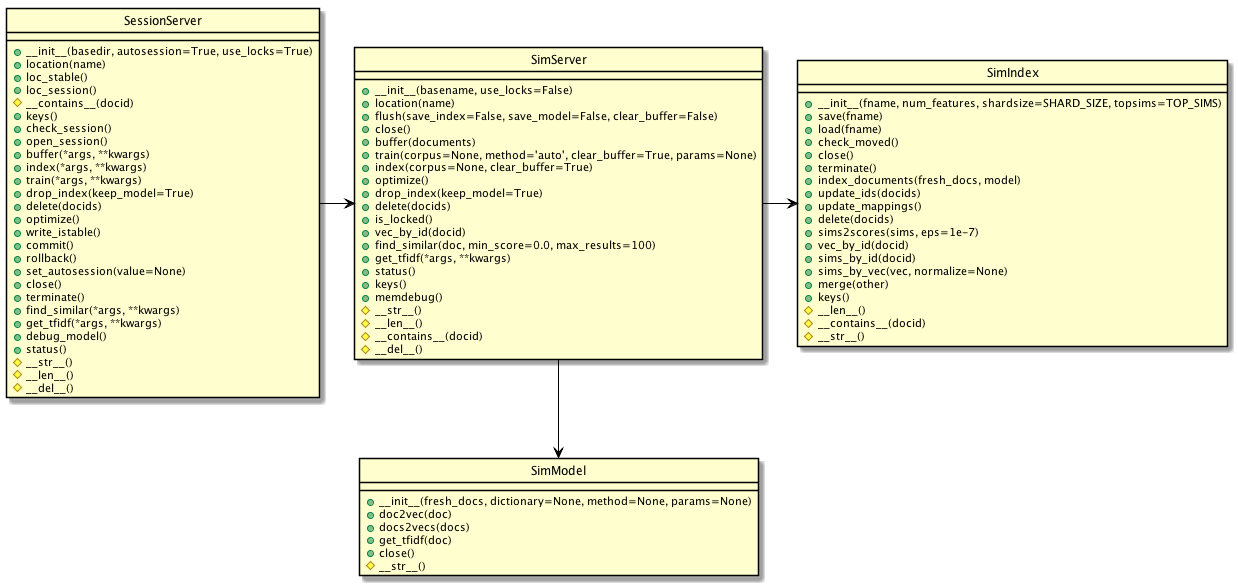 SessionServer
__init__(basedir, autosession=True, use_locks=True)
location(name)
loc_stable()
loc_session()
__contains__(docid)
keys()
check_session()
open_session()
buffer(*args, **kwargs)
index(*args, **kwargs)
train(*args, **kwargs)
drop_index(keep_model=True)
delete(docids)
optimize()
write_istable()
commit()
rollback()
set_autosession(value=None)
close()
terminate()
find_similar(*args, **kwargs)
get_tfidf(*args, **kwargs)
debug_model()
status()
__str__()
__len__()
__del__()
SimServer
__init__(basename, use_locks=False)
location(name)
flush(save_index=False, save_model=False, clear_buffer=False)
close()
buffer(documents)
train(corpus=None, method='auto', clear_buffer=True, params=None)
index(corpus=None, clear_buffer=True)
optimize()
drop_index(keep_model=True)
delete(docids)
is_locked()
vec_by_id(docid)
find_similar(doc, min_score=0.0, max_results=100)
get_tfidf(*args, **kwargs)
status()
keys()
memdebug()
__str__()
__len__()
__contains__(docid)
__del__()
SimIndex
__init__(fname, num_features, shardsize=SHARD_SIZE, topsims=TOP_SIMS)
save(fname)
load(fname)
check_moved()
close()
terminate()
index_documents(fresh_docs, model)
update_ids(docids)
update_mappings()
delete(docids)
sims2scores(sims, eps=1e-7)
vec_by_id(docid)
sims_by_id(docid)
sims_by_vec(vec, normalize=None)
merge(other)
keys()
__len__()
__contains__(docid)
__str__()
SimModel
__init__(fresh_docs, dictionary=None, method=None, params=None)
doc2vec(doc)
docs2vecs(docs)
get_tfidf(doc)
close()
__str__()